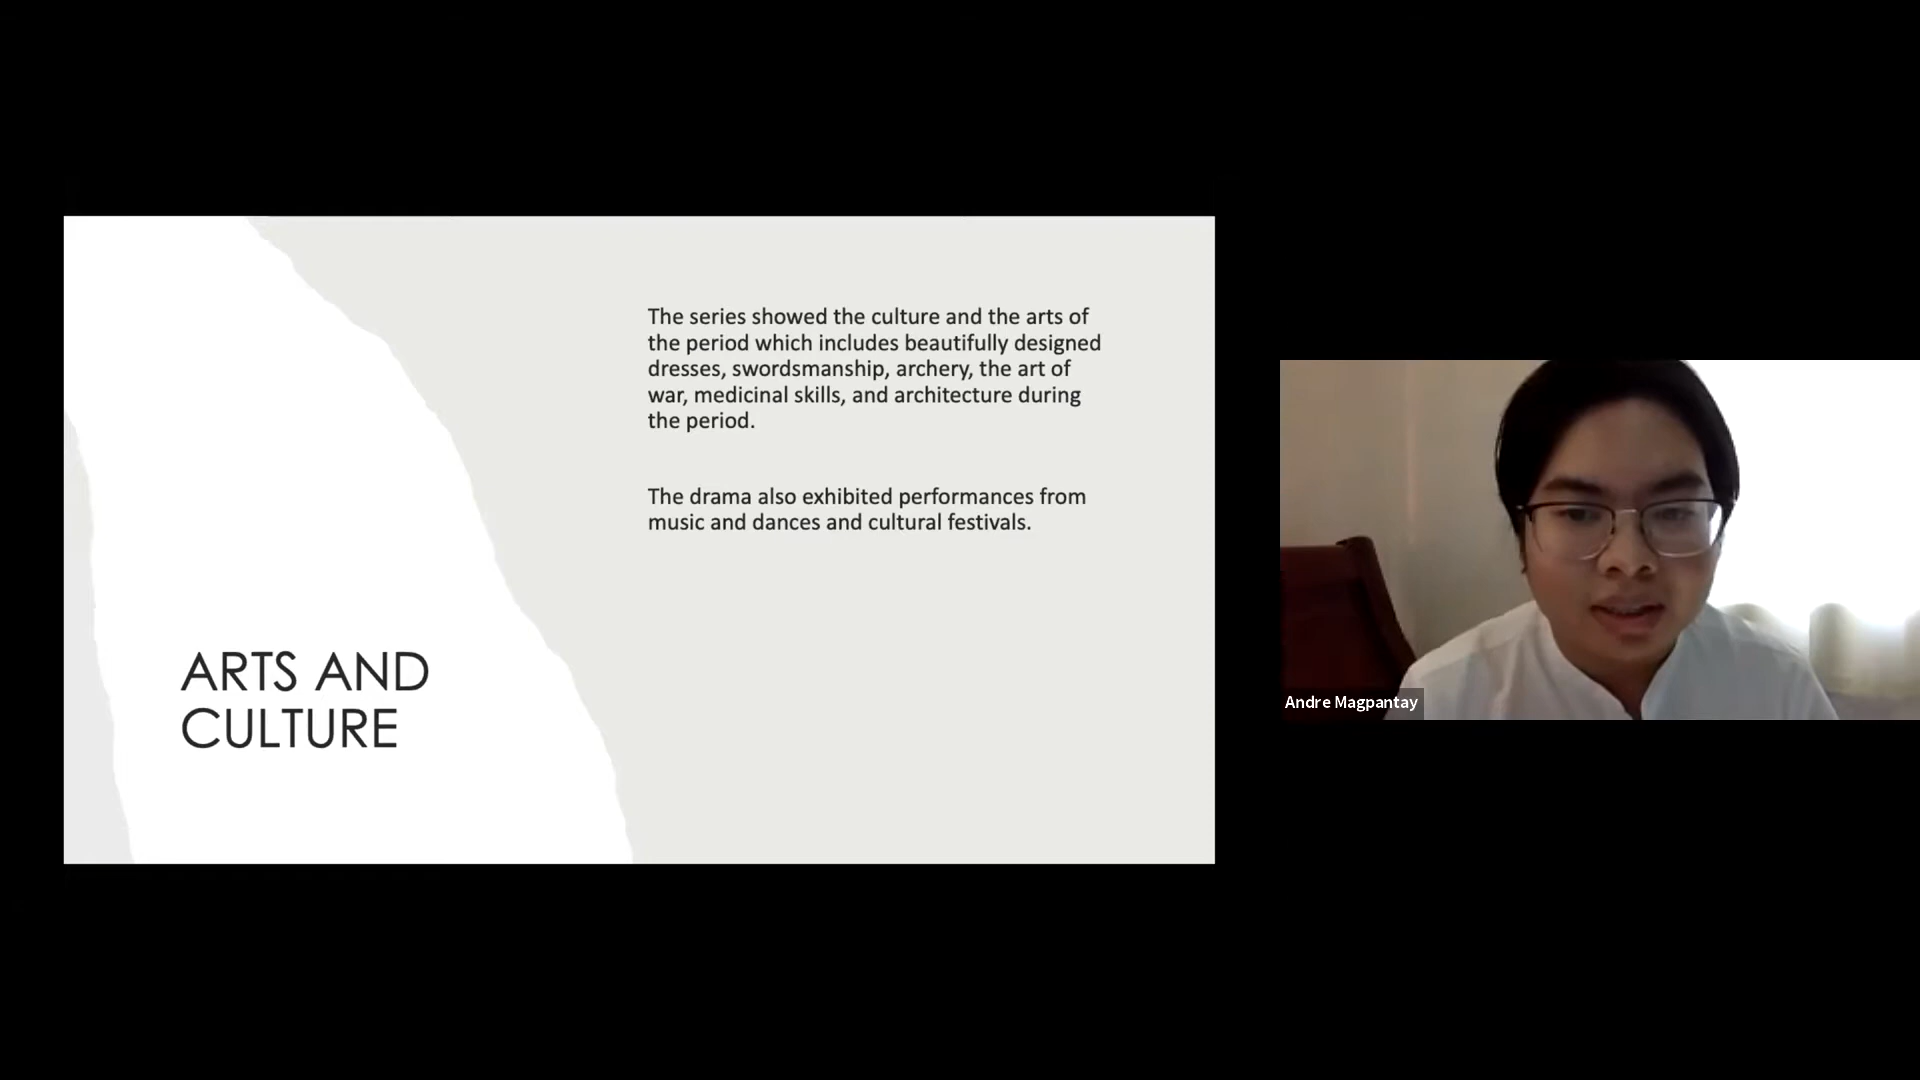 The series showed the culture and the arts of
the period which includes beautifully designed
dresses, swordsmanship, archery, the art of
war, medicinal skills, and architecture during
the period.
The drama also exhibited performances from
music and dances and cultural festivals.
ARTS AND
CULTURE
Andre Magpantay